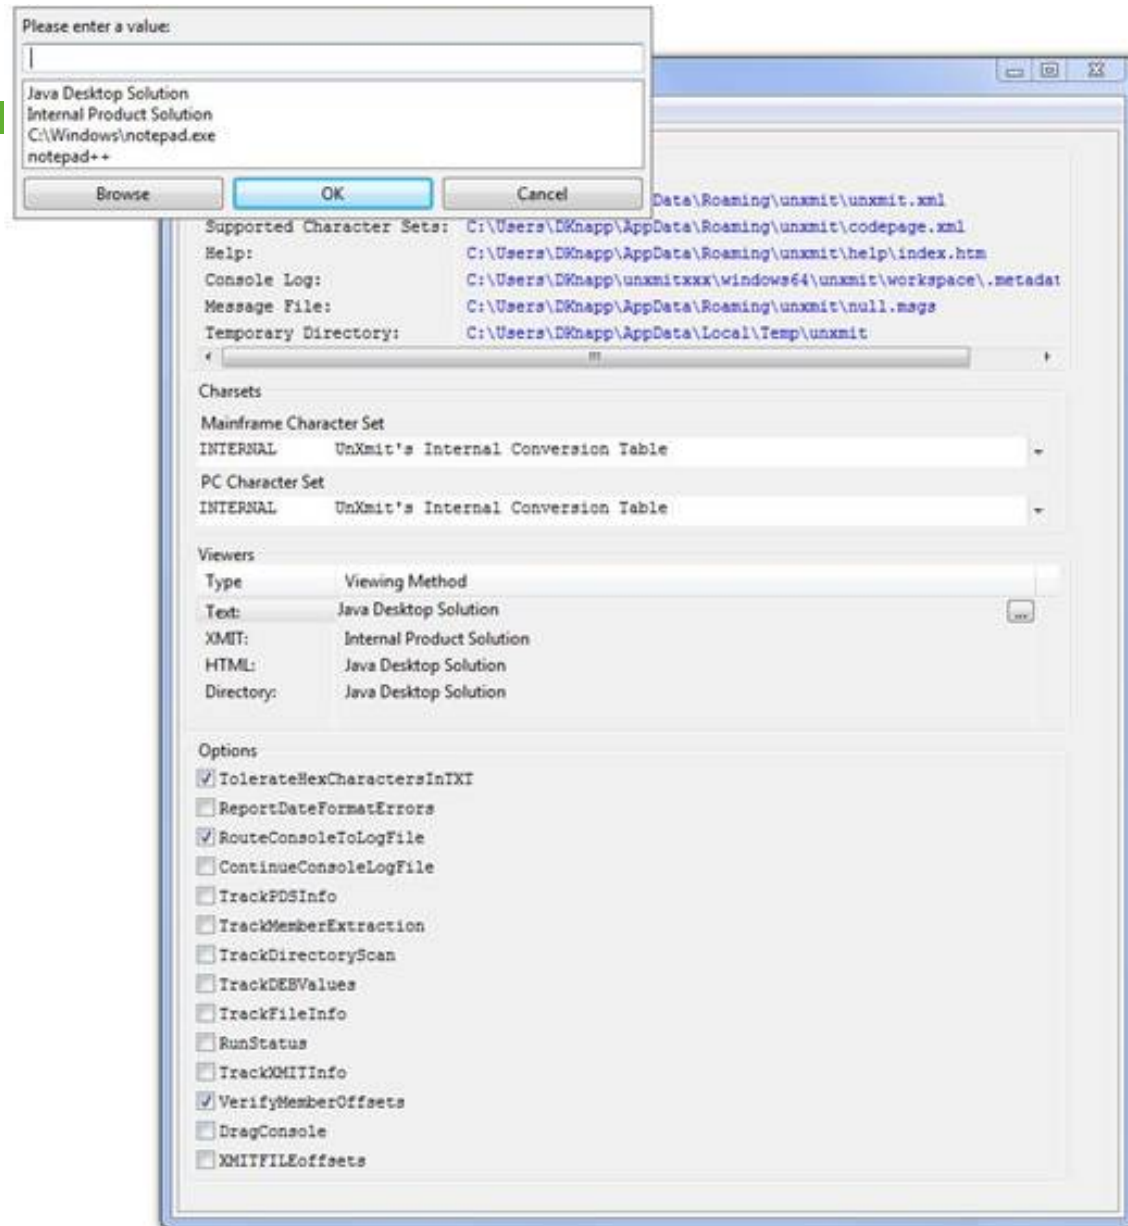 Please enter a value:
Java Desktop Solution
Internal Product Solution
C:\Windows\notepad.exe
notepad++
Browse OK Cancel
Data\Roaming\unxmit\unxmit.xml
Supported Character Sets: C:\Users\DKnapp\AppData\Roaming\unxmit\codepage.xml
Help: C:\Users\DKnapp\AppData\Roaming\unxmit\help\index.htm
Console Log: C:\Users\DKnapp\unxmitxxx\windows64\unxmit\workspace\.metadat
Message File: C:\Users\DKnapp\AppData\Roaming\unxmit\null.msgs
Temporary Directory: C:\Users\DKnapp\AppData\Local\Temp\unxmit
Charsets
Mainframe Character Set
INTERNAL UnXmit's Internal Conversion Table
PC Character Set
INTERNAL UnXmit's Internal Conversion Table
Viewers
Type Viewing Method
Text: Java Desktop Solution ...
XMIT: Internal Product Solution
HTML: Java Desktop Solution
Directory: Java Desktop Solution
Options
TolerateHexCharactersInTXT
ReportDateFormatErrors
RouteConsoleToLogFile
ContinueConsoleLogFile
TrackPDSInfo
TrackMemberExtraction
TrackDirectoryScan
TrackDEBValues
TrackFileInfo
RunStatus
TrackXMITInfo
VerifyMemberOffsets
DragConsole
XMITFILEoffsets